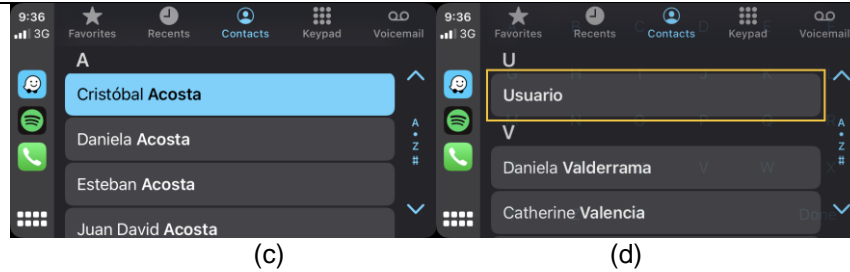 9:36
3G
Favorites Recents Contacts Keypad Voicemail
A
Cristóbal Acosta
Daniela Acosta
Esteban Acosta
Juan David Acosta
A
Z
#
(c)
9:36
3G
Favorites Recents Contacts Keypad Voicemail
U
Usuario
V
Daniela Valderrama
Catherine Valencia
A
Z
#
V W X
Done
(d)